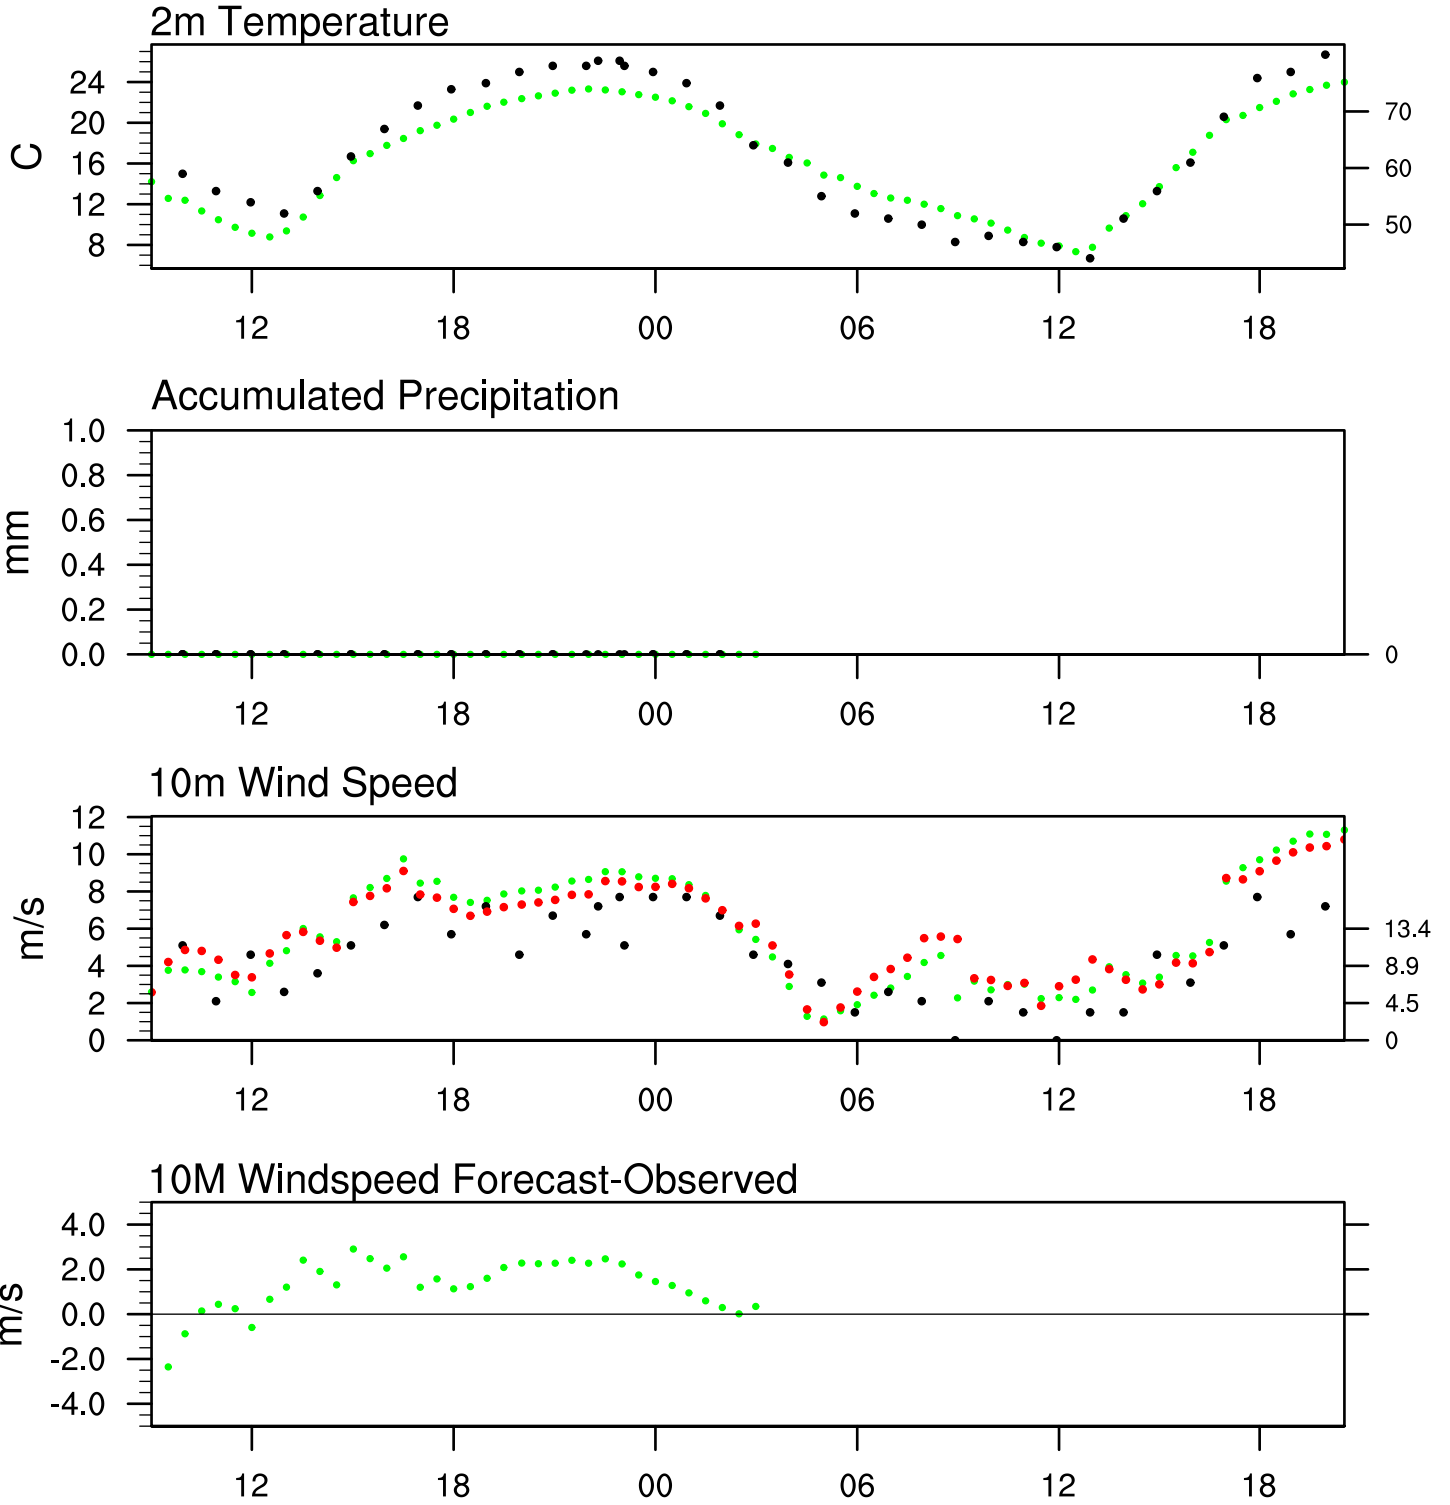 2m Temperature
C
24
20
16
12
8
70
60
50
12 18 00 06 12 18
Accumulated Precipitation
mm
1.0
0.8
0.6
0.4
0.2
0.0
0
12 18 00 06 12 18
10m Wind Speed
m/s
12
10
8
6
4
2
0
13.4
8.9
4.5
0
12 18 00 06 12 18
10M Windspeed Forecast-Observed
m/s
4.0
2.0
0.0
-2.0
-4.0
12 18 00 06 12 18